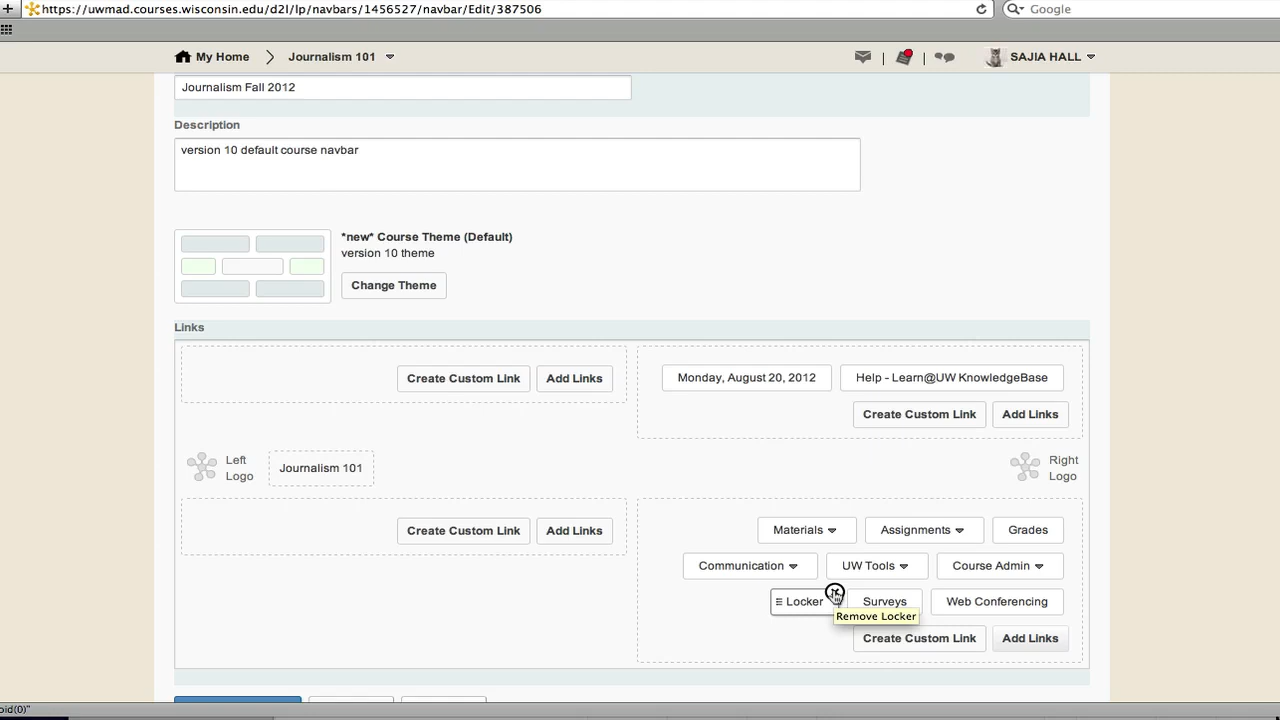 https://uwmad.courses.wisconsin.edu/d2l/lp/navbars/1456527/navbar/Edit/387506
Google
My Home
Journalism 101
SAJIA HALL
Journalism Fall 2012
Description
version 10 default course navbar
*new* Course Theme (Default)
version 10 theme
Change Theme
Links
Create Custom Link Add Links
Monday, August 20, 2012 Help - Learn@UW KnowledgeBase
Create Custom Link Add Links
Left
Logo
Journalism 101
Right
Logo
Create Custom Link Add Links
Materials Assignments Grades
Communication UW Tools Course Admin
Locker Surveys Web Conferencing
Remove Locker
Create Custom Link Add Links
oid(0)"